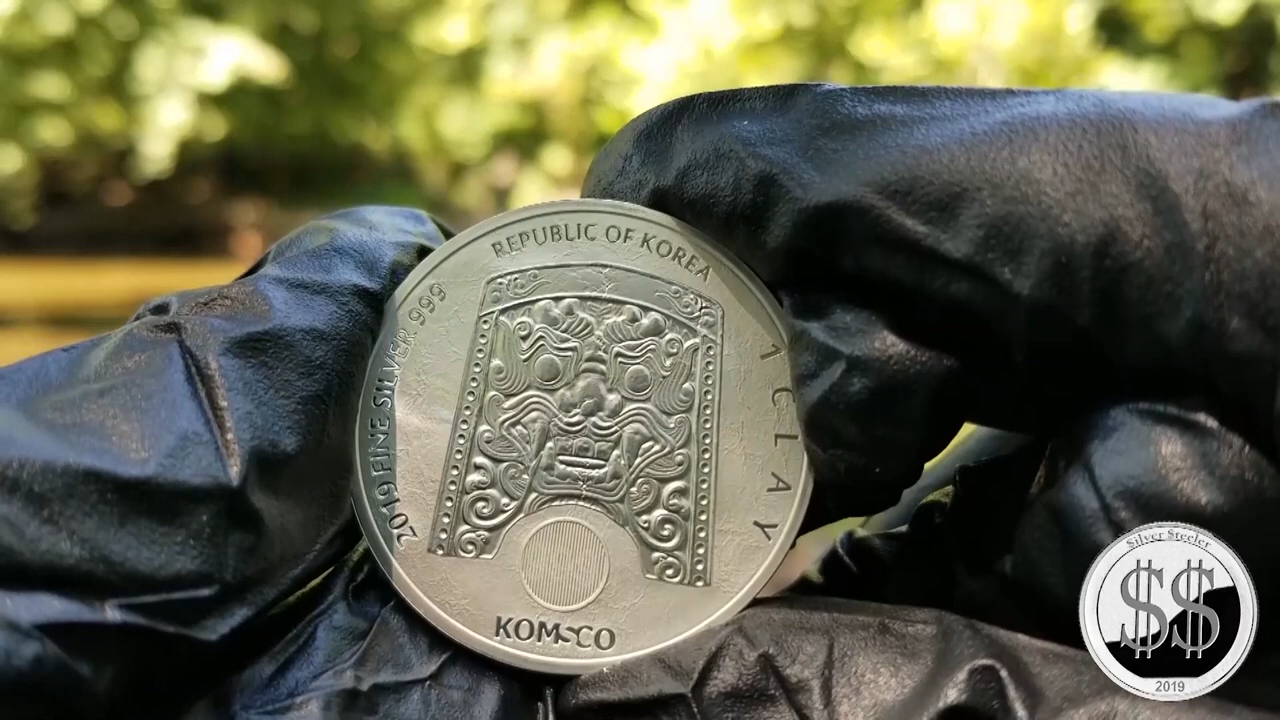 REPUBLIC OF KOREA
2019 FINE SILVER 999
1 CLAY
KOMSCO
Silver Steeler
$$
2019